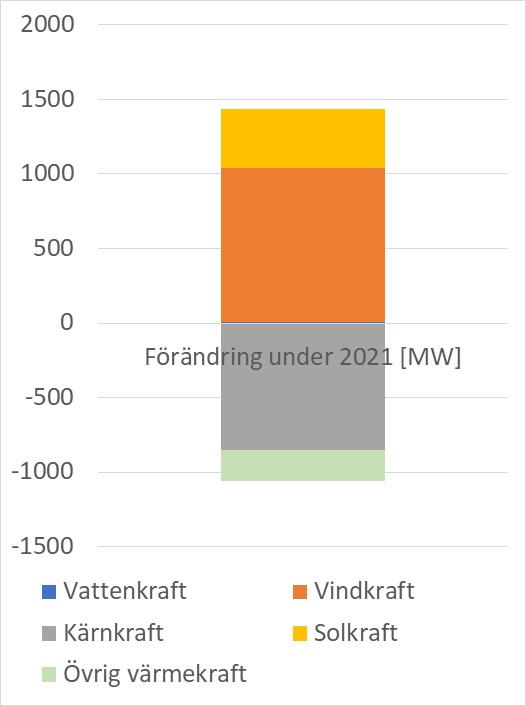 2000
1500
1000
500
0
Förändring under 2021 [MW]
-500
-1000
-1500
Vattenkraft
Vindkraft
Kärnkraft
Solkraft
Övrig värmekraft